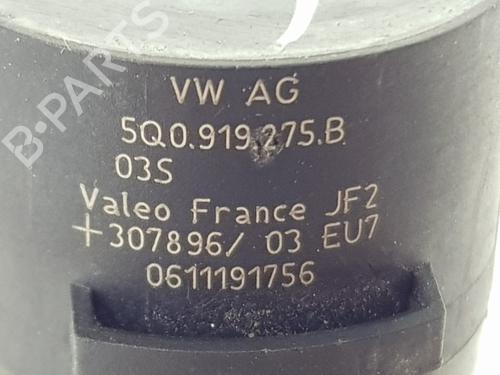 B-PARTS
VW AG
5Q0.919.275.B
03S
Valeo France JF2
+307896/ 03 EU7
0611191756